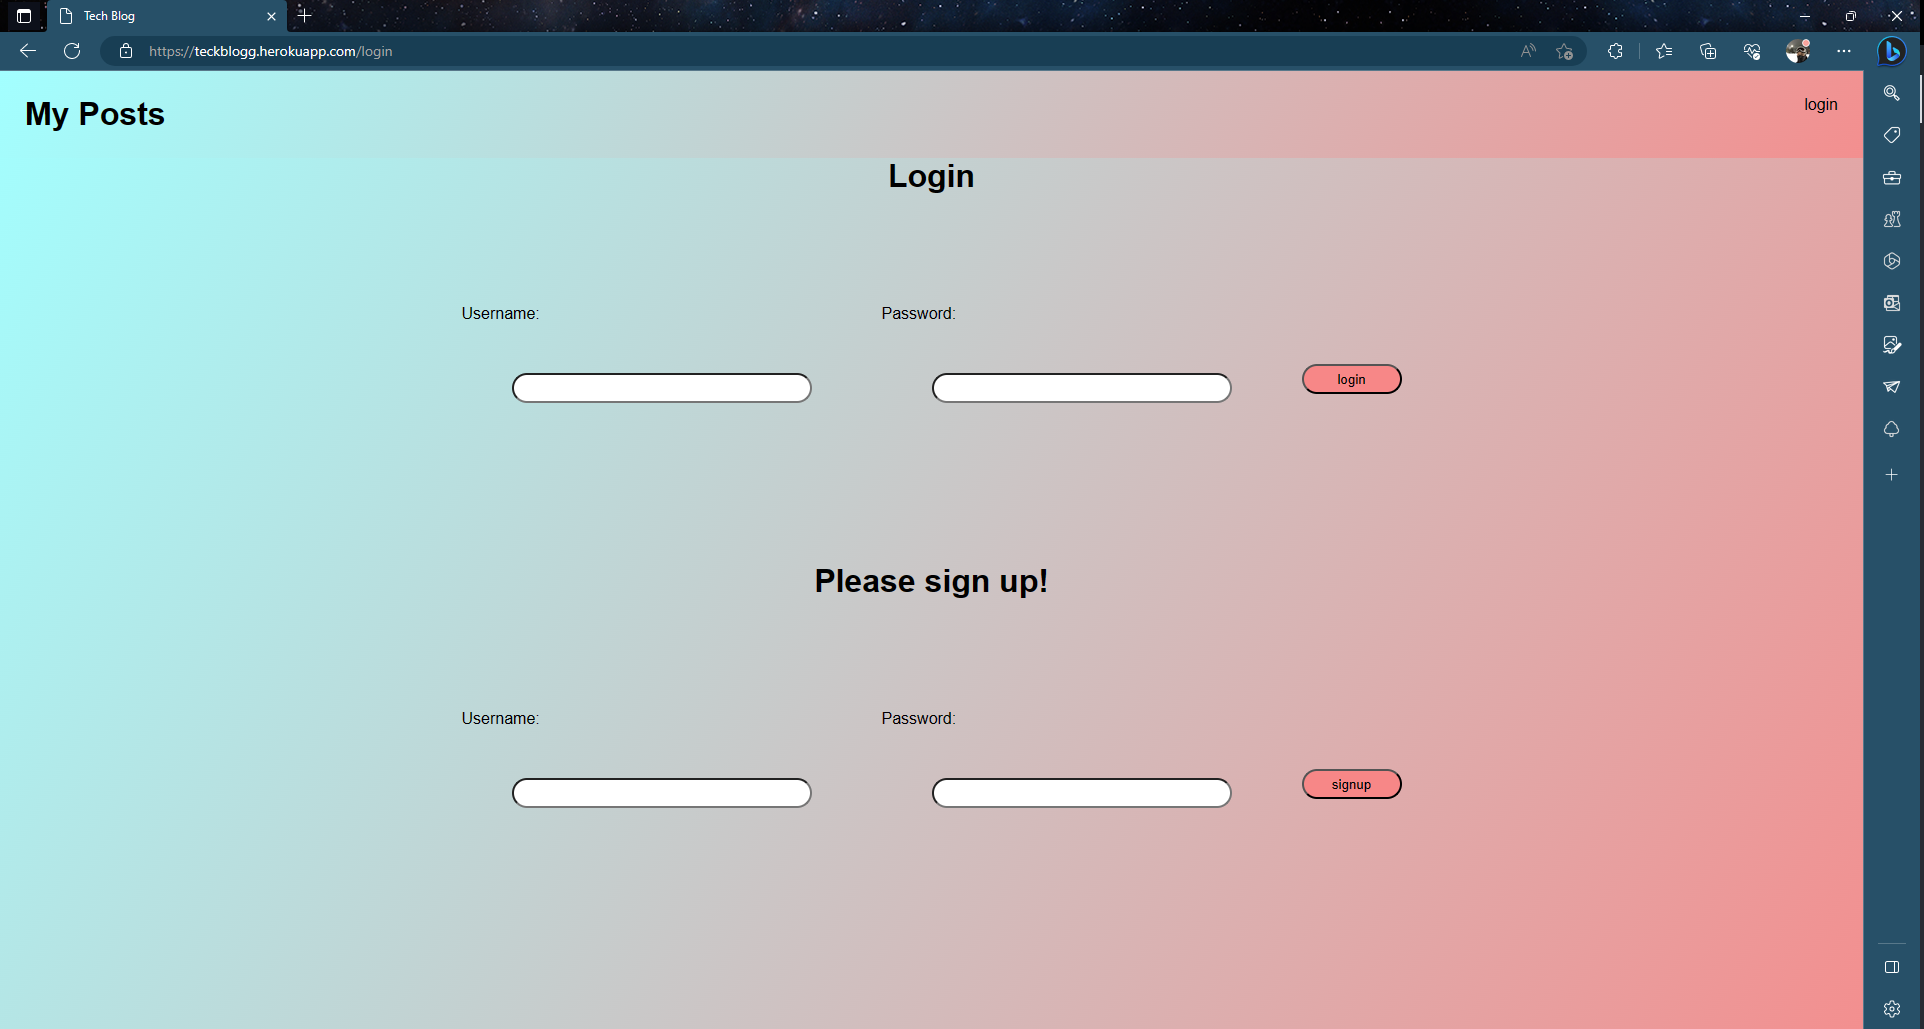 Tech Blog
https://teckblogg.herokuapp.com/login
My Posts
login
Login
Username:
Password:
login
Please sign up!
Username:
Password:
signup